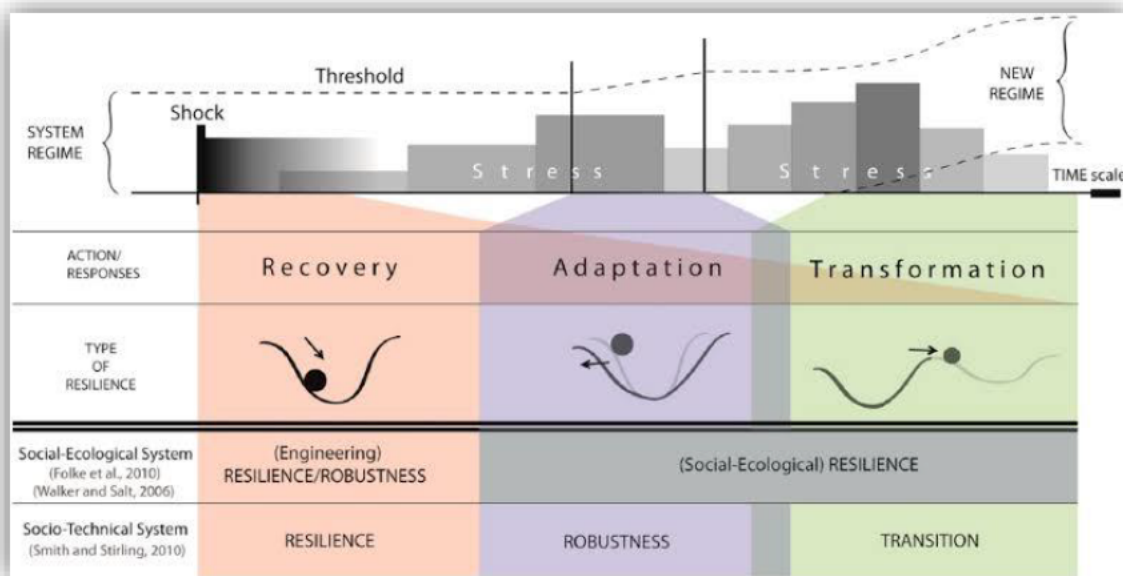 Threshold
NEW
REGIME
Shock
SYSTEM
REGIME
Stress
Stress
TIME scale
ACTION/
RESPONSES
Recovery
Adaptation
Transformation
TYPE
OF
RESILIENCE
Social-Ecological System
(Folke et al., 2010)
(Walker and Salt, 2006)
(Engineering)
RESILIENCE/ROBUSTNESS
(Social-Ecological) RESILIENCE
Socio-Technical System
(Smith and Stirling, 2010)
RESILIENCE
ROBUSTNESS
TRANSITION